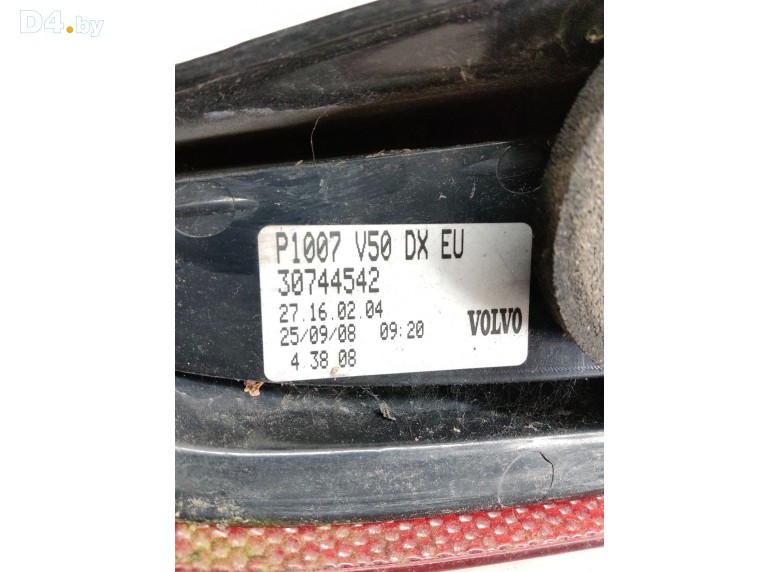 D4.by
P1007 V50 DX EU
30744542
27.16.02.04
25/09/08 09:20
4 38 08
VOLVO